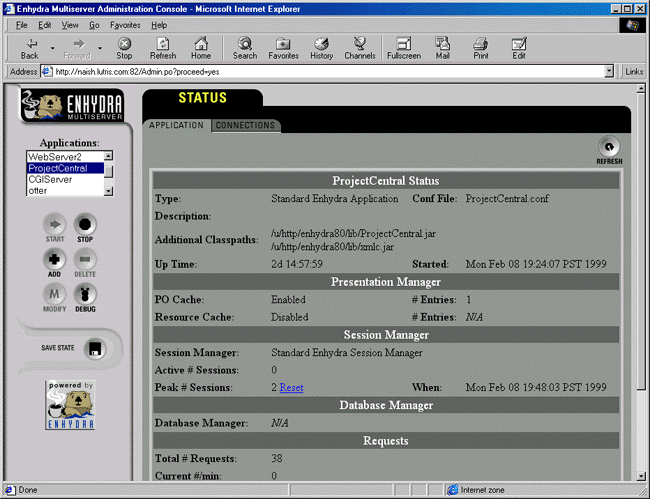 Enhydra Multiserver Administration Console - Microsoft Internet Explorer
File Edit View Go Favorites Help
Back Forward Stop Refresh Home Search Favorites History Channels Fullscreen Mail Print Edit
Address http://naish.lutris.com:82/Admin.po?proceed=yes Links
ENHYDRA
MULTISERVER
STATUS
APPLICATION CONNECTIONS
REFRESH
Applications:
WebServer2
ProjectCentral
CGIServer
otter
START STOP
ADD DELETE
M
MODIFY DEBUG
SAVE STATE
powered by
ENHYDRA
ProjectCentral Status
Type: Standard Enhydra Application Conf File: ProjectCentral.conf
Description:
Additional Classpaths: /u/http/enhydra80/lib/ProjectCentral.jar
/u/http/enhydra80/lib/xmlc.jar
Up Time: 2d 14:57:59 Started: Mon Feb 08 19:24:07 PST 1999
Presentation Manager
PO Cache: Enabled # Entries: 1
Resource Cache: Disabled # Entries: N/A
Session Manager
Session Manager: Standard Enhydra Session Manager
Active # Sessions: 0
Peak # Sessions: 2 Reset When: Mon Feb 08 19:48:03 PST 1999
Database Manager
Database Manager: N/A
Requests
Total # Requests: 38
Current #/min: 0
Done Internet zone